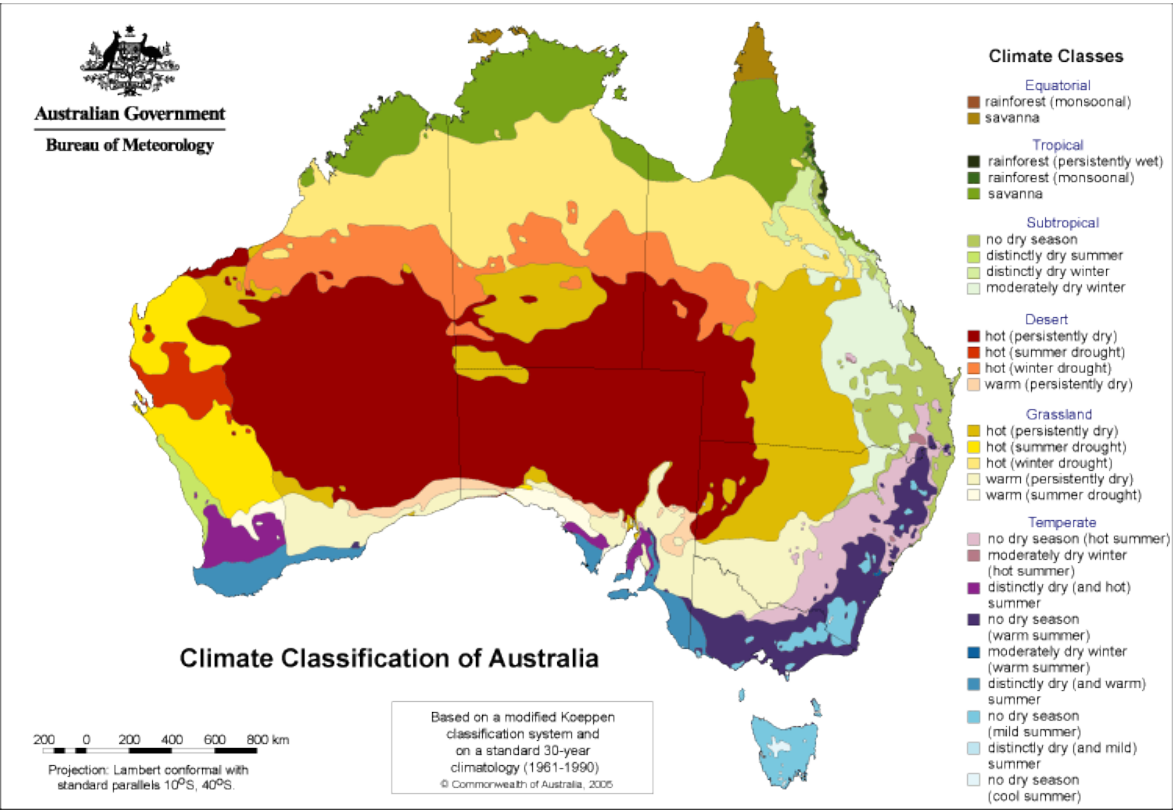 Australian Government
Bureau of Meteorology
Climate Classes
Equatorial
rainforest (monsoonal)
savanna
Tropical
rainforest (persistently wet)
rainforest (monsoonal)
savanna
Subtropical
no dry season
distinctly dry summer
distinctly dry winter
moderately dry winter
Desert
hot (persistently dry)
hot (summer drought)
hot (winter drought)
warm (persistently dry)
Grassland
hot (persistently dry)
hot (summer drought)
hot (winter drought)
warm (persistently dry)
warm (summer drought)
Temperate
no dry season (hot summer)
moderately dry winter
(hot summer)
distinctly dry (and hot)
summer
no dry season
(warm summer)
moderately dry winter
(warm summer)
distinctly dry (and warm)
summer
no dry season
(mild summer)
distinctly dry (and mild)
summer
no dry season
(cool summer)
Climate Classification of Australia
Based on a modified Koeppen
classification system and
on a standard 30-year
climatology (1961-1990)
© Commonwealth of Australia, 2005
200 0 200 400 600 800 km
Projection: Lambert conformal with
standard parallels 10°S, 40°S.